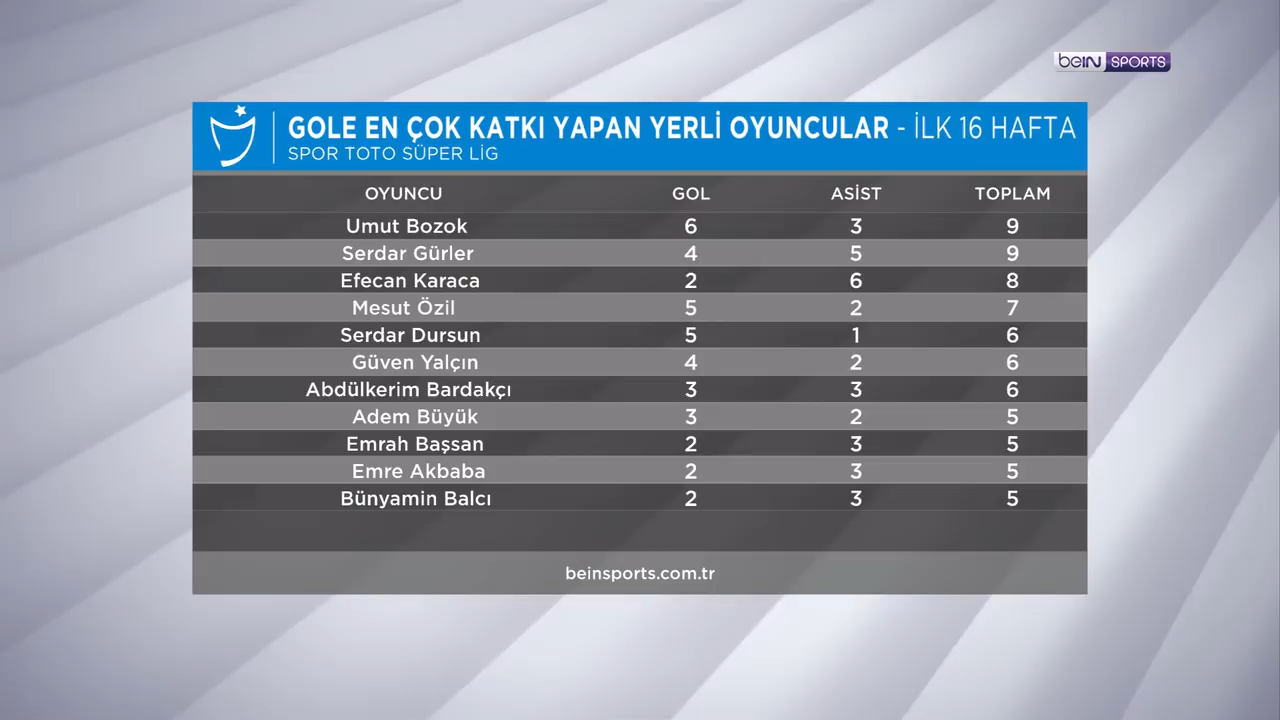 beIN SPORTS
GOLE EN ÇOK KATKI YAPAN YERLİ OYUNCULAR - İLK 16 HAFTA
SPOR TOTO SÜPER LİG
OYUNCU GOL ASİST TOPLAM
Umut Bozok 6 3 9
Serdar Gürler 4 5 9
Efecan Karaca 2 6 8
Mesut Özil 5 2 7
Serdar Dursun 5 1 6
Güven Yalçın 4 2 6
Abdülkerim Bardakçı 3 3 6
Adem Büyük 3 2 5
Emrah Başsan 2 3 5
Emre Akbaba 2 3 5
Bünyamin Balcı 2 3 5
beinsports.com.tr